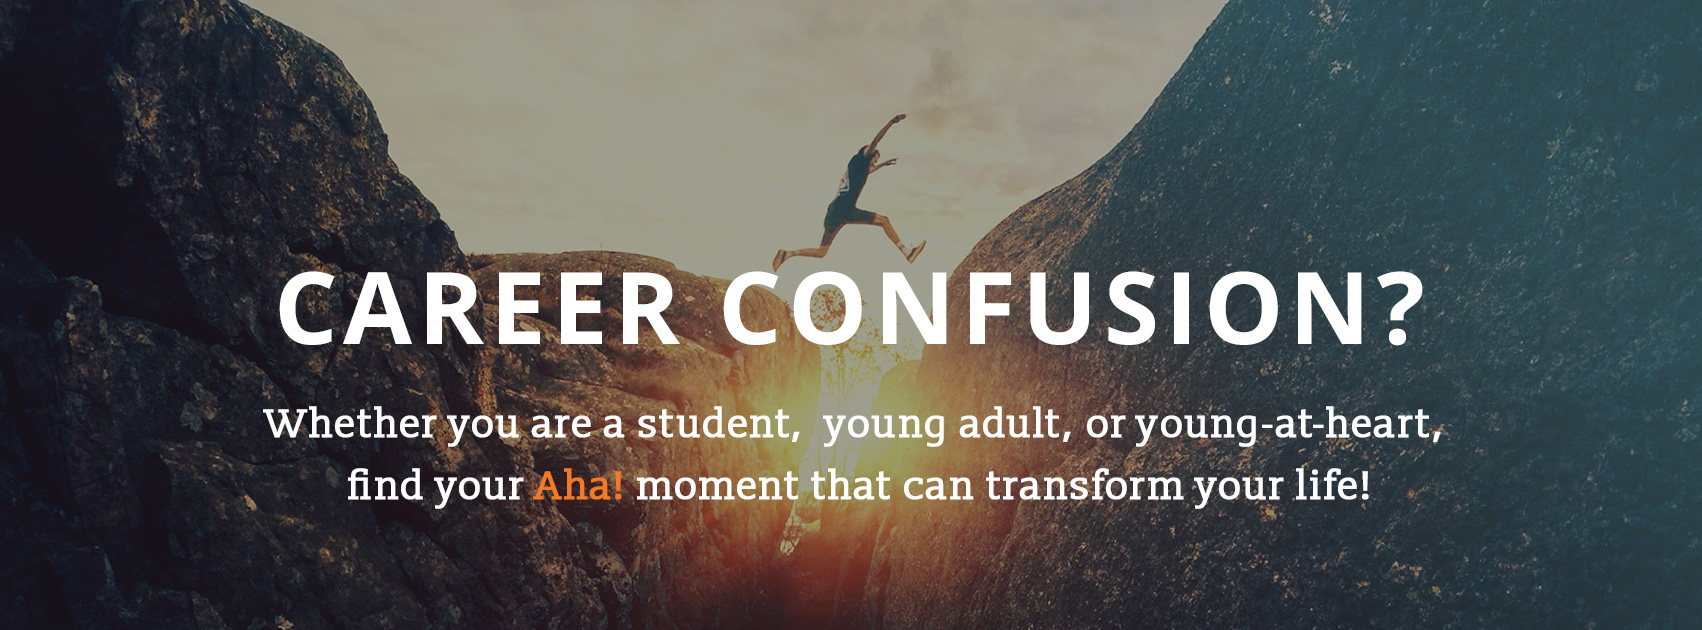 CAREER CONFUSION?
Whether you are a student, young adult, or young-at-heart,
find your Aha! moment that can transform your life!